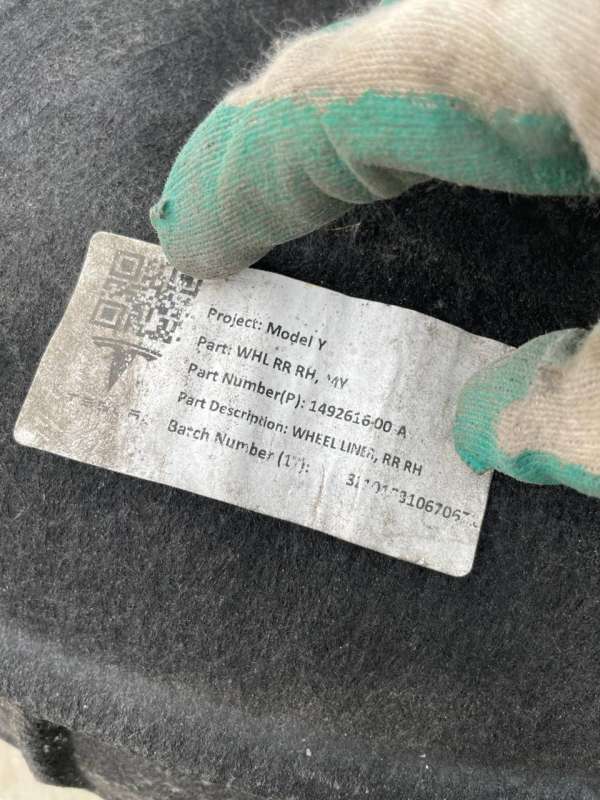 Project: Model Y
Part: WHL RR RH, MY
Part Number(P): 1492616-00-A
Part Description: WHEEL LINER, RR RH
Batch Number (1T):
TESLA